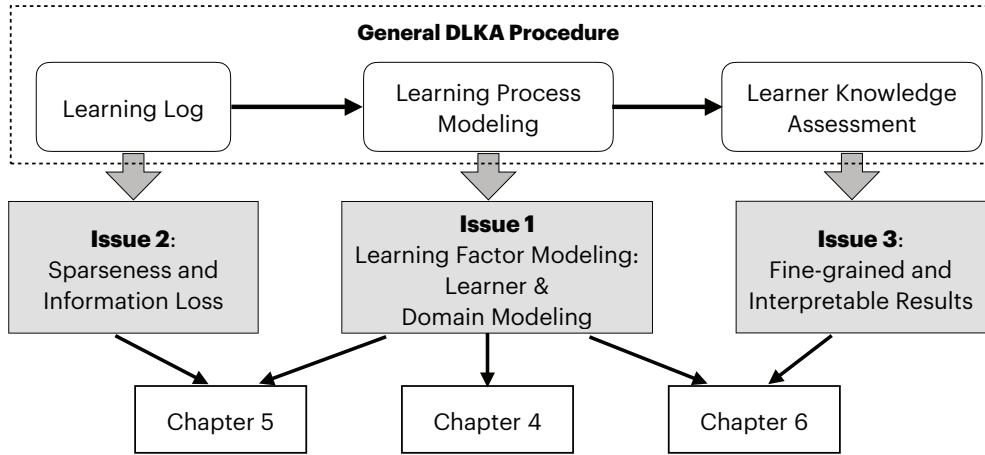 General DLKA Procedure
Learning Log
Learning Process
Modeling
Learner Knowledge
Assessment
Issue 2:
Sparseness and
Information Loss
Issue 1
Learning Factor Modeling:
Learner &
Domain Modeling
Issue 3:
Fine-grained and
Interpretable Results
Chapter 5
Chapter 4
Chapter 6